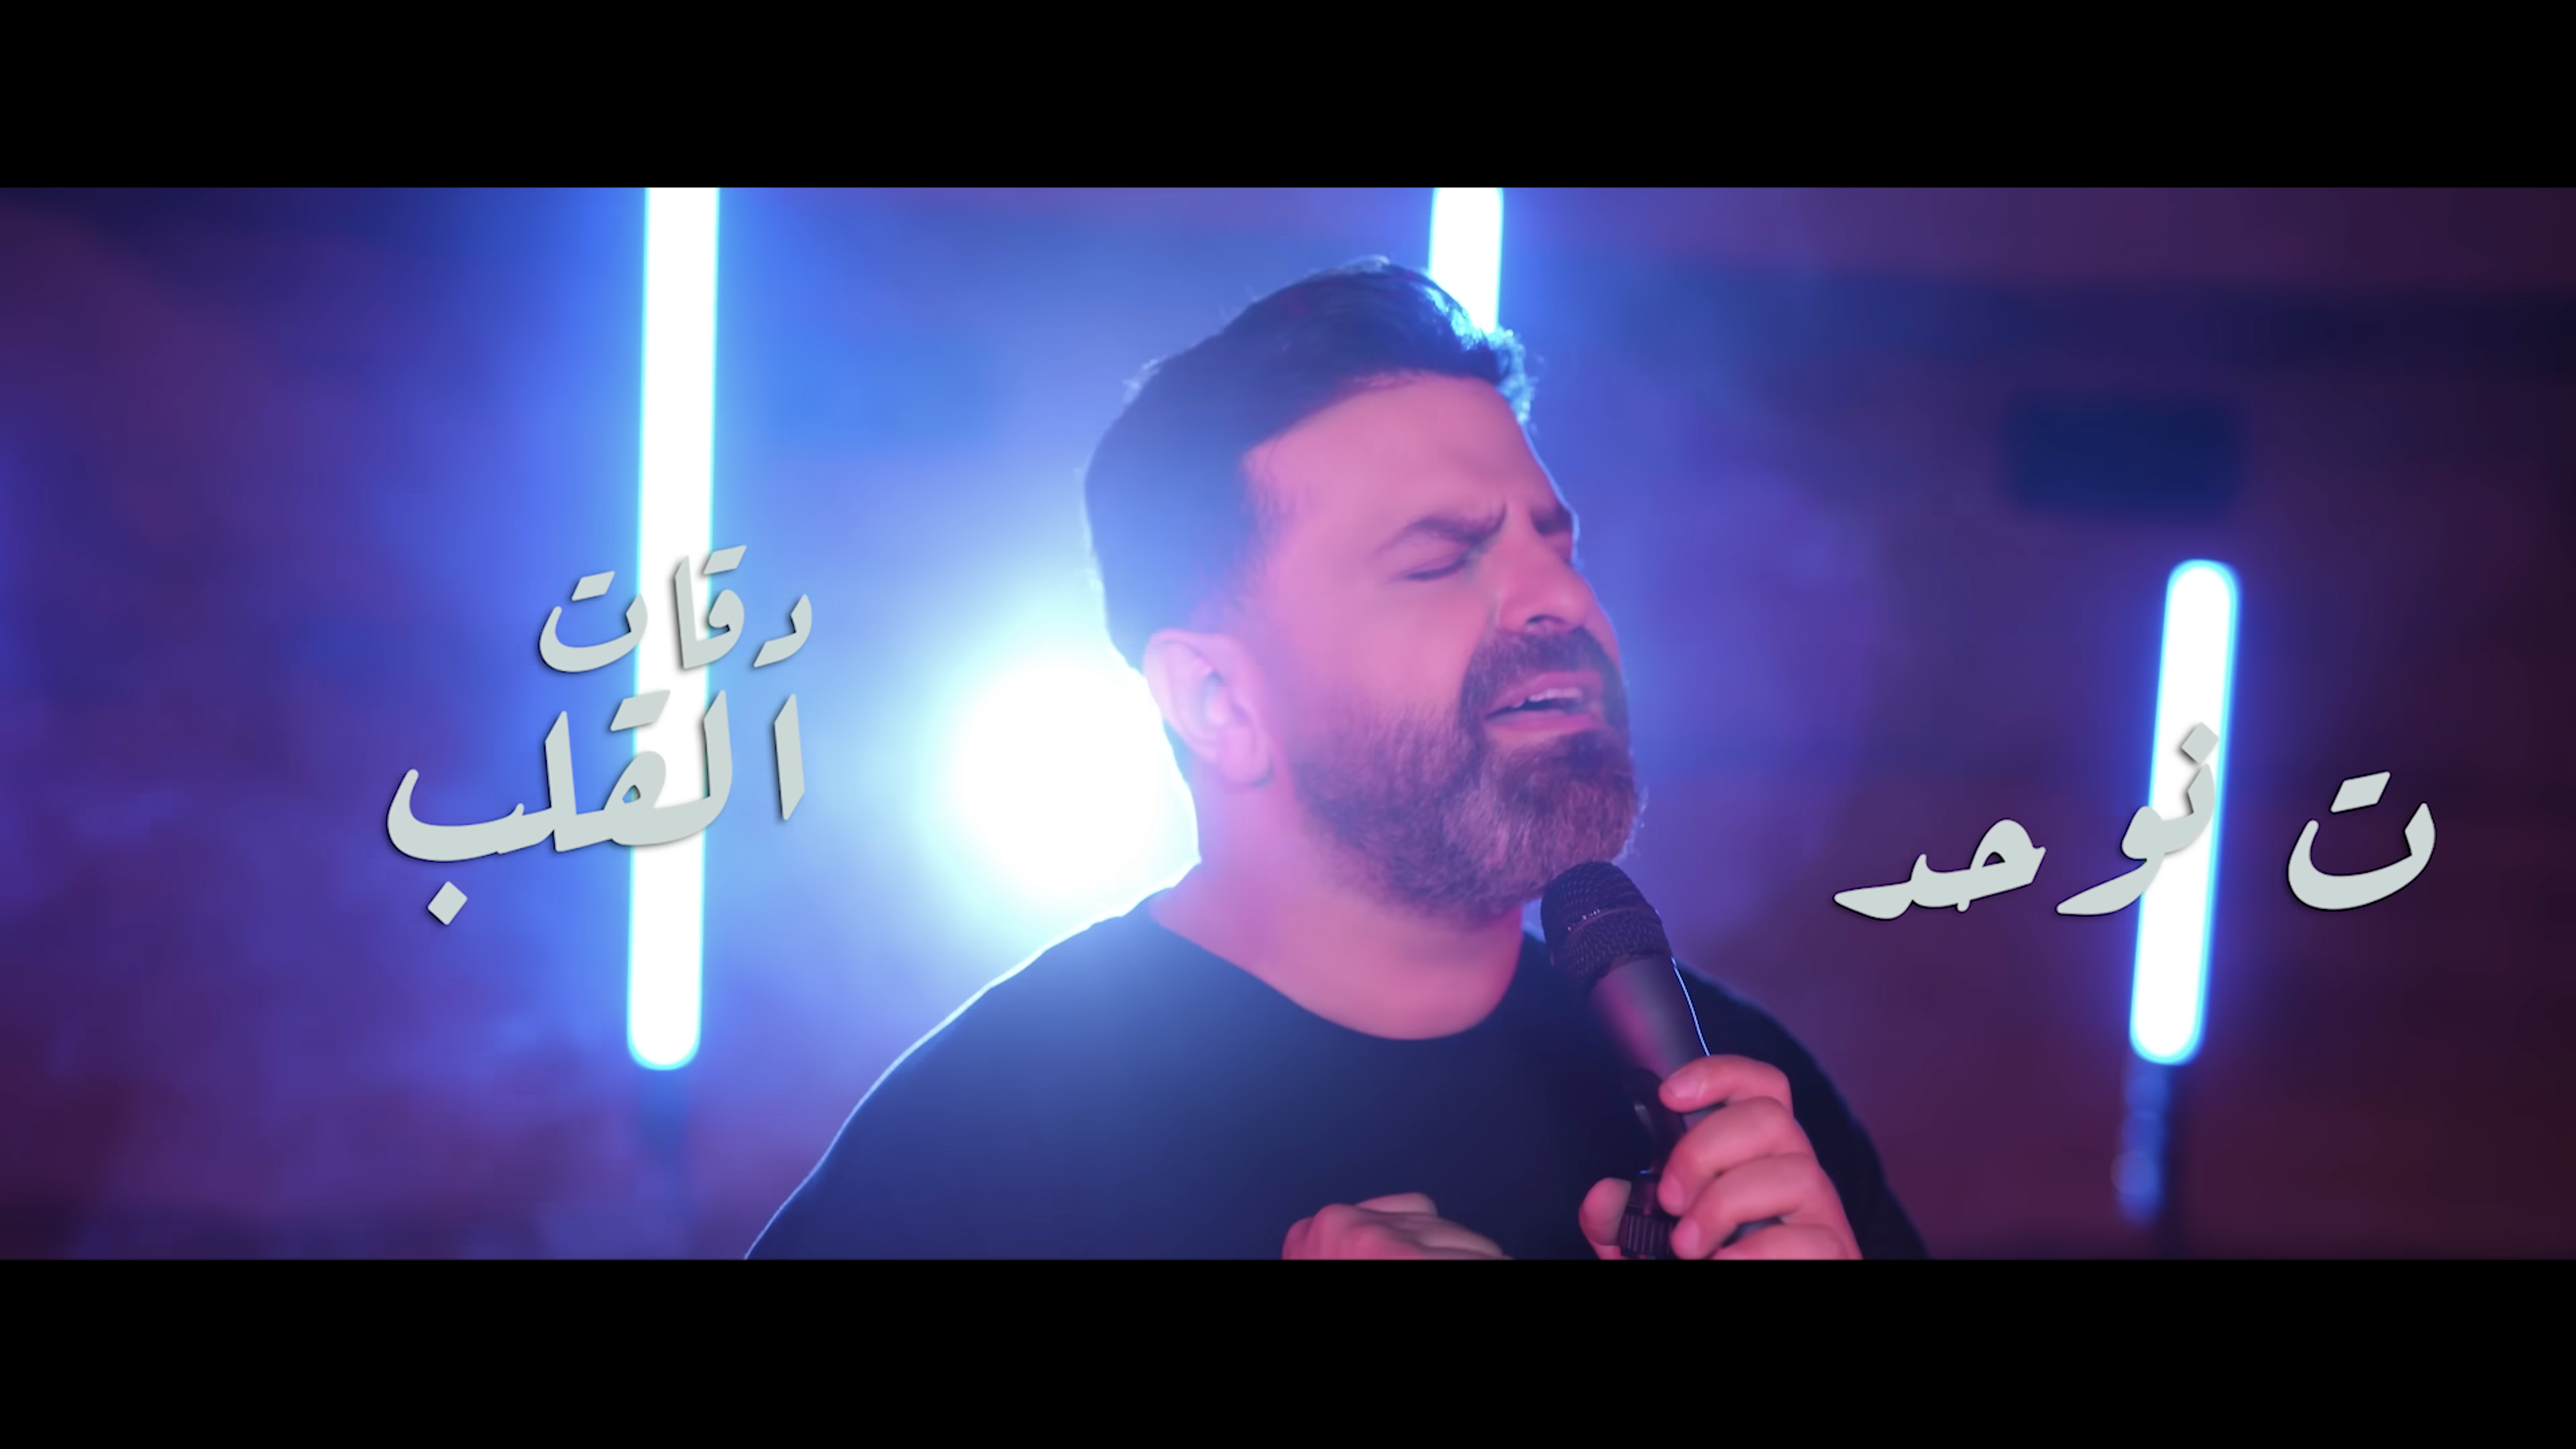 ت نوحد
دقات
القلب